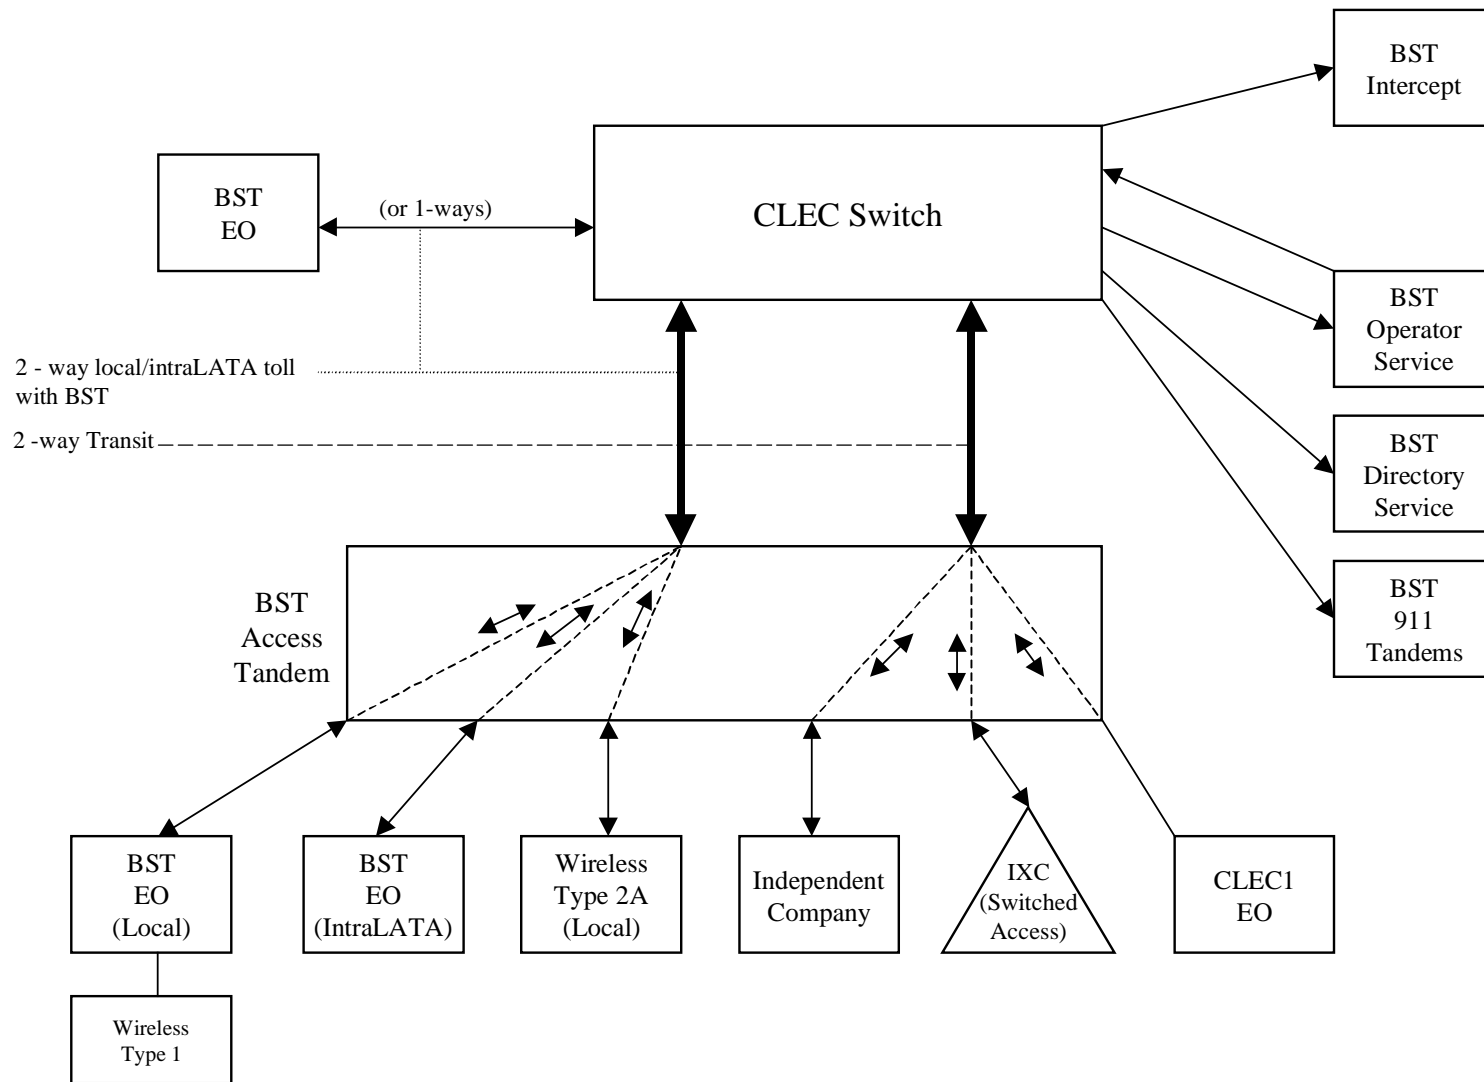 BST
Intercept
BST
EO
(or 1-ways)
CLEC Switch
BST
Operator
Service
2 - way local/intraLATA toll
with BST
2 -way Transit
BST
Directory
Service
BST
Access
Tandem
BST
911
Tandems
BST
EO
(Local)
BST
EO
(IntraLATA)
Wireless
Type 2A
(Local)
Independent
Company
IXC
(Switched
Access)
CLEC1
EO
Wireless
Type 1